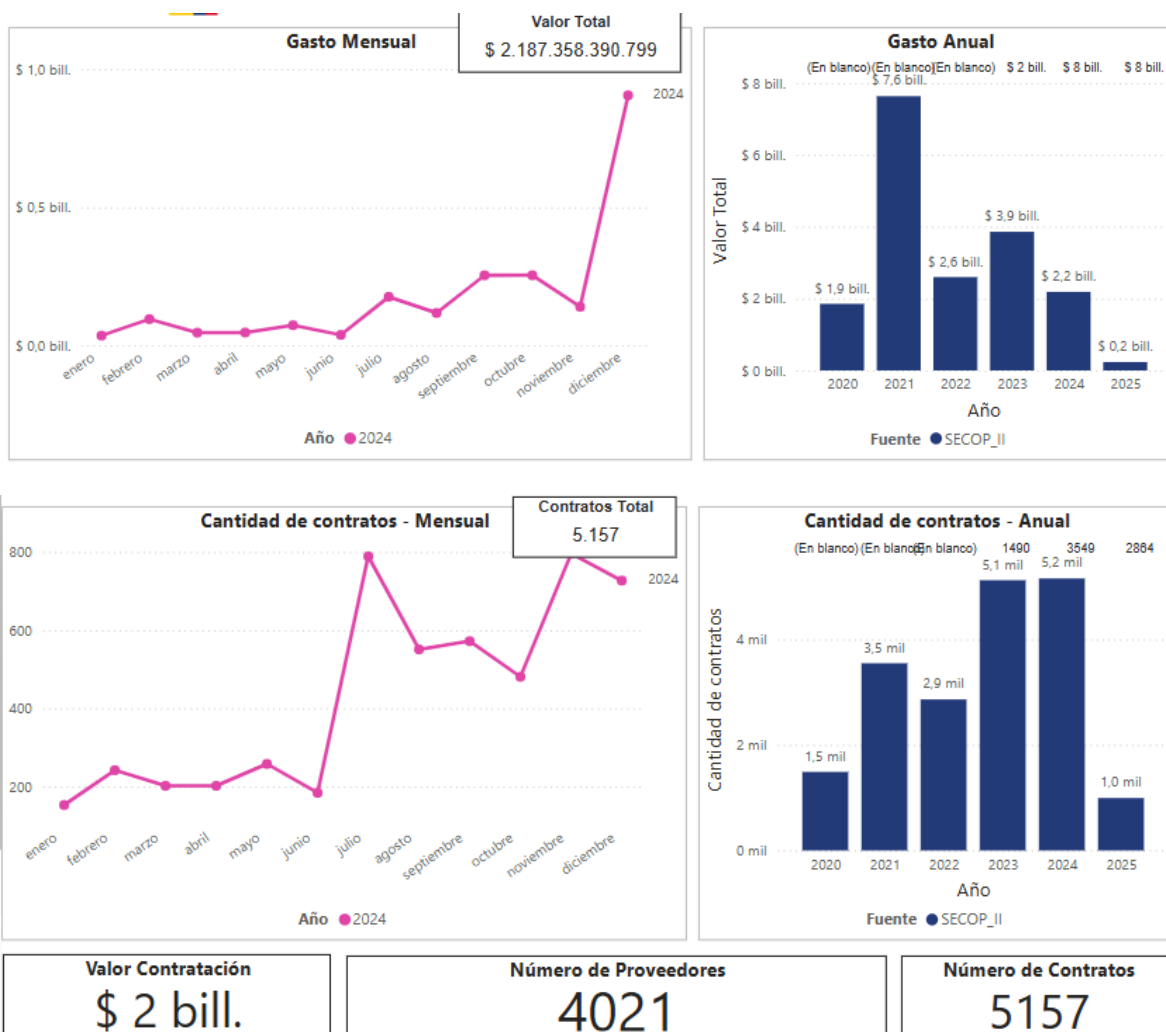 Valor Total
$ 2.187.358.390.799
Gasto Mensual
$ 1,0 bill.
$ 0,5 bill.
$ 0,0 bill.
2024
enero febrero marzo abril mayo junio julio agosto septiembre octubre noviembre diciembre
Año 2024
Gasto Anual
(En blanco) (En blanco) (En blanco) $ 2 bill. $ 8 bill. $ 8 bill.
$ 8 bill.
$ 6 bill.
$ 4 bill.
$ 2 bill.
$ 0 bill.
Valor Total
$ 1,9 bill.
$ 7,6 bill.
$ 2,6 bill.
$ 3,9 bill.
$ 2,2 bill.
$ 0,2 bill.
2020 2021 2022 2023 2024 2025
Año
Fuente SECOP_II
Contratos Total
5.157
Cantidad de contratos - Mensual
800
600
400
200
2024
enero febrero marzo abril mayo junio julio agosto septiembre octubre noviembre diciembre
Año 2024
Cantidad de contratos - Anual
(En blanco) (En blanco) (En blanco) 1490 3549 2864
4 mil
2 mil
0 mil
Cantidad de contratos
1,5 mil
3,5 mil
2,9 mil
5,1 mil
5,2 mil
1,0 mil
2020 2021 2022 2023 2024 2025
Año
Fuente SECOP_II
Valor Contratación
$ 2 bill.
Número de Proveedores
4021
Número de Contratos
5157